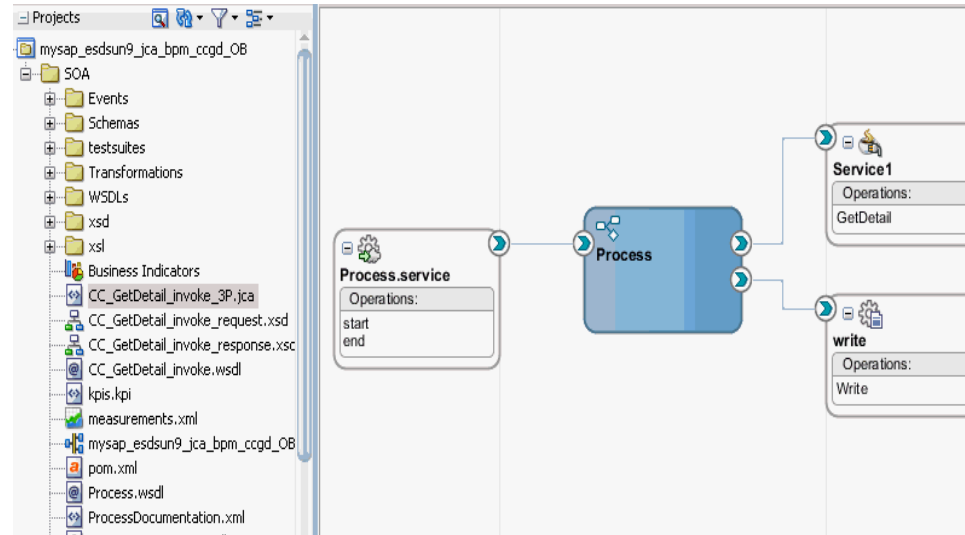 Projects
mysap_esdsun9_jca_bpm_ccgd_OB
SOA
Events
Schemas
testsuites
Transformations
WSDLs
xsd
xsl
Business Indicators
CC_GetDetail_invoke_3P.jca
CC_GetDetail_invoke_request.xsd
CC_GetDetail_invoke_response.xsc
CC_GetDetail_invoke.wsdl
kpis.kpi
measurements.xml
mysap_esdsun9_jca_bpm_ccgd_OB
pom.xml
Process.wsdl
ProcessDocumentation.xml
Process.service
Operations:
start
end
Process
Service1
Operations:
GetDetail
write
Operations:
Write